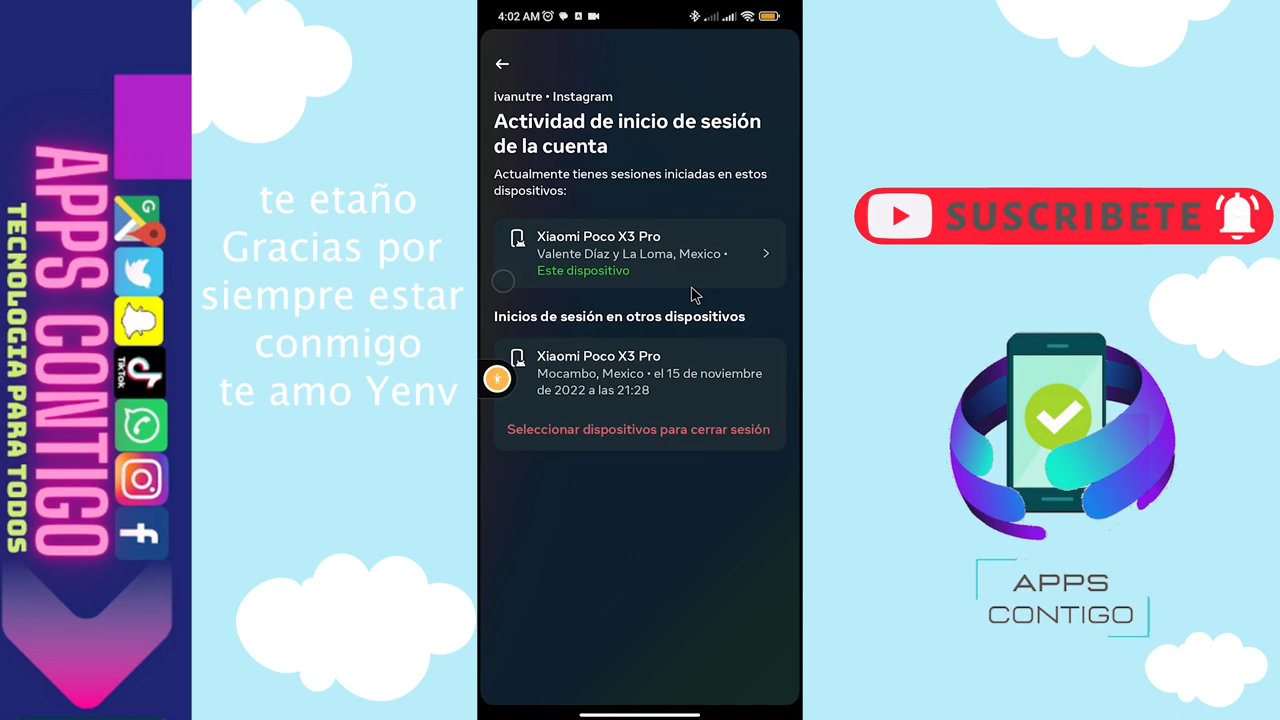 APPS CONTIGO
TECNOLOGIA PARA TODOS
G
TikTok
f
te etaño
Gracias por
siempre estar
conmigo
te amo Yenv
4:02 AM
ivanutre • Instagram
Actividad de inicio de sesión
de la cuenta
Actualmente tienes sesiones iniciadas en estos
dispositivos:
Xiaomi Poco X3 Pro
Valente Díaz y La Loma, Mexico •
Este dispositivo
Inicios de sesión en otros dispositivos
Xiaomi Poco X3 Pro
Mocambo, Mexico • el 15 de noviembre
de 2022 a las 21:28
Seleccionar dispositivos para cerrar sesión
SUSCRIBETE
APPS
CONTIGO